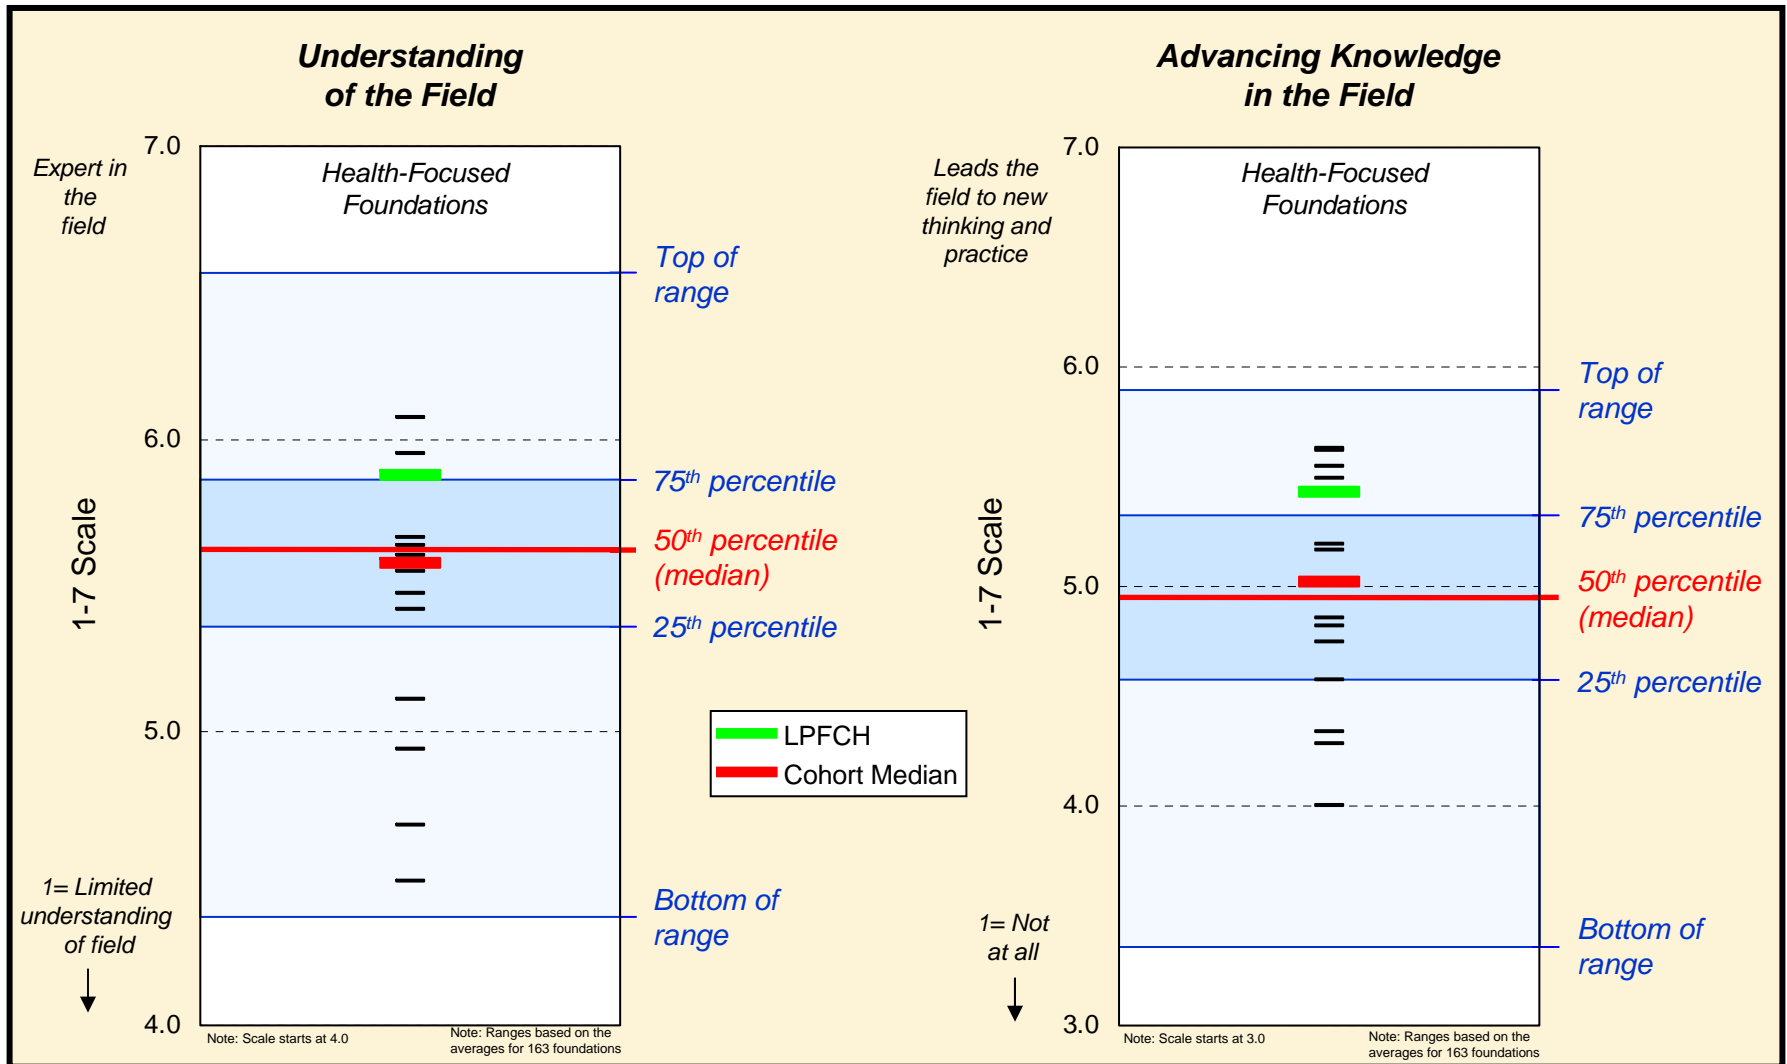 Understanding
of the Field
7.0
Expert in
the
field
Health-Focused
Foundations
Top of
range
6.0
75th percentile
50th percentile
(median)
1-7 Scale
25th percentile
5.0
1= Limited
understanding
of field
Bottom of
range
4.0
Note: Scale starts at 4.0
Note: Ranges based on the
averages for 163 foundations
LPFCH
Cohort Median
Advancing Knowledge
in the Field
7.0
Leads the
field to new
thinking and
practice
Health-Focused
Foundations
6.0
Top of
range
75th percentile
1-7 Scale
5.0
50th percentile
(median)
25th percentile
4.0
1= Not
at all
Bottom of
range
3.0
Note: Scale starts at 3.0
Note: Ranges based on the
averages for 163 foundations